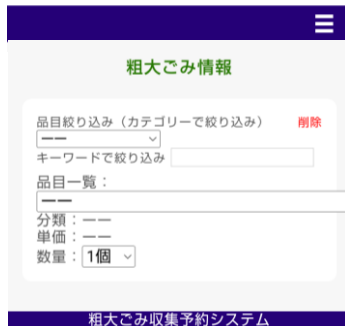 粗大ごみ情報
品目絞り込み（カテゴリーで絞り込み） 削除
－－
キーワードで絞り込み
品目一覧：
－－
分類：－－
単価：－－
数量：1個
粗大ごみ収集予約システム